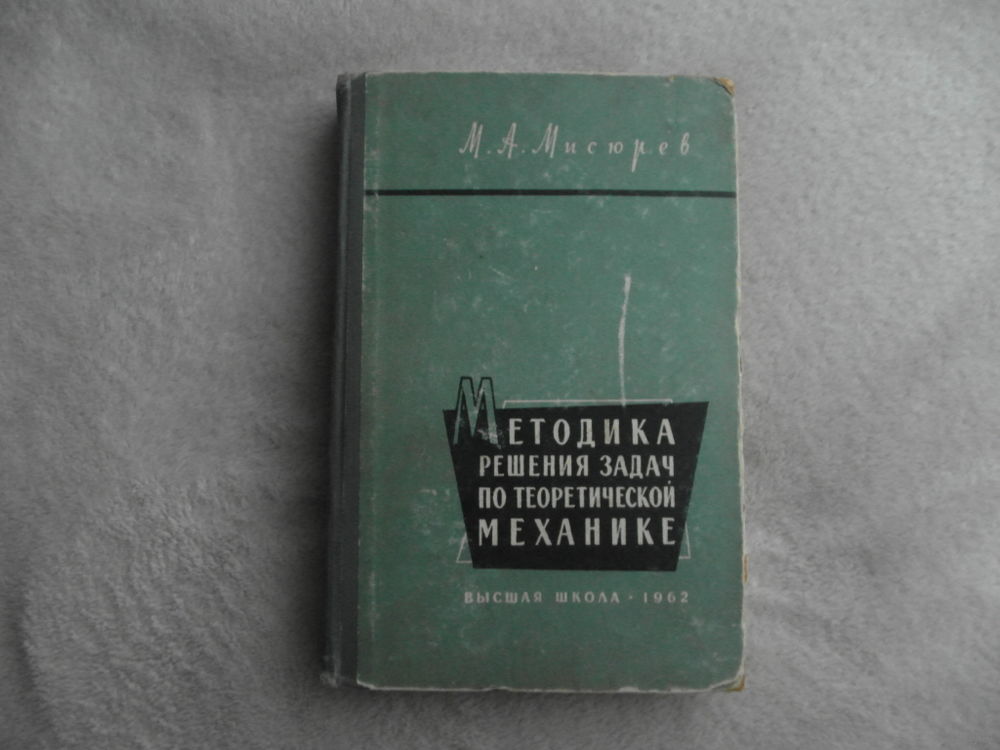 М. А. Мисюрев
МЕТОДИКА
РЕШЕНИЯ ЗАДАЧ
ПО ТЕОРЕТИЧЕСКОЙ
МЕХАНИКЕ
ВЫСШАЯ ШКОЛА · 1962